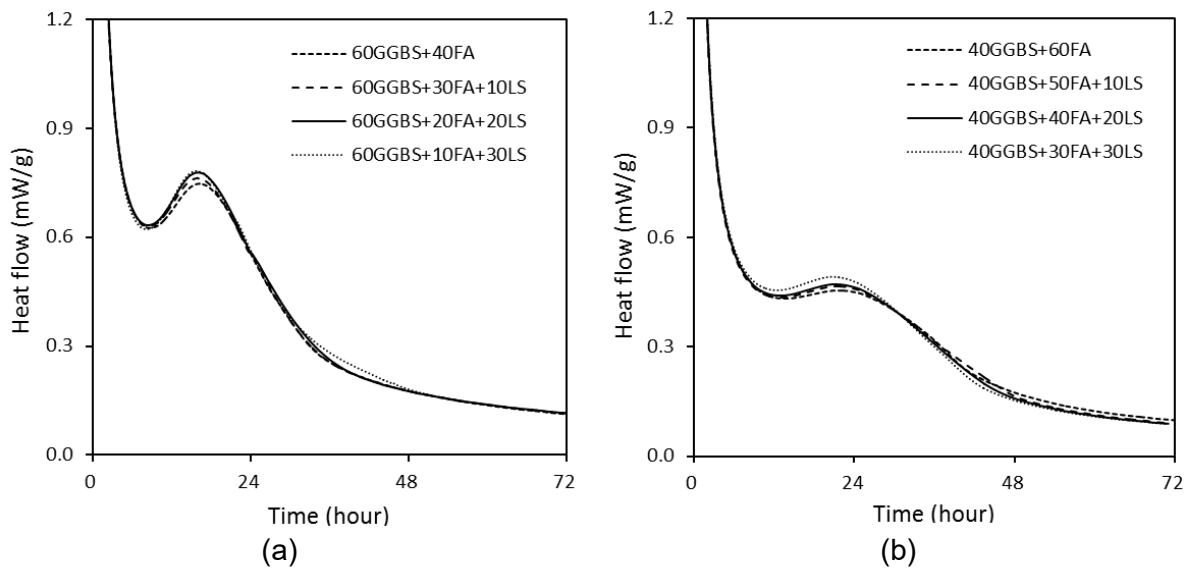 1.2
0.9
0.6
0.3
0.0
Heat flow (mW/g)
60GGBS+40FA
60GGBS+30FA+10LS
60GGBS+20FA+20LS
60GGBS+10FA+30LS
0
24
48
72
Time (hour)
(a)
1.2
0.9
0.6
0.3
0.0
Heat flow (mW/g)
40GGBS+60FA
40GGBS+50FA+10LS
40GGBS+40FA+20LS
40GGBS+30FA+30LS
0
24
48
72
Time (hour)
(b)